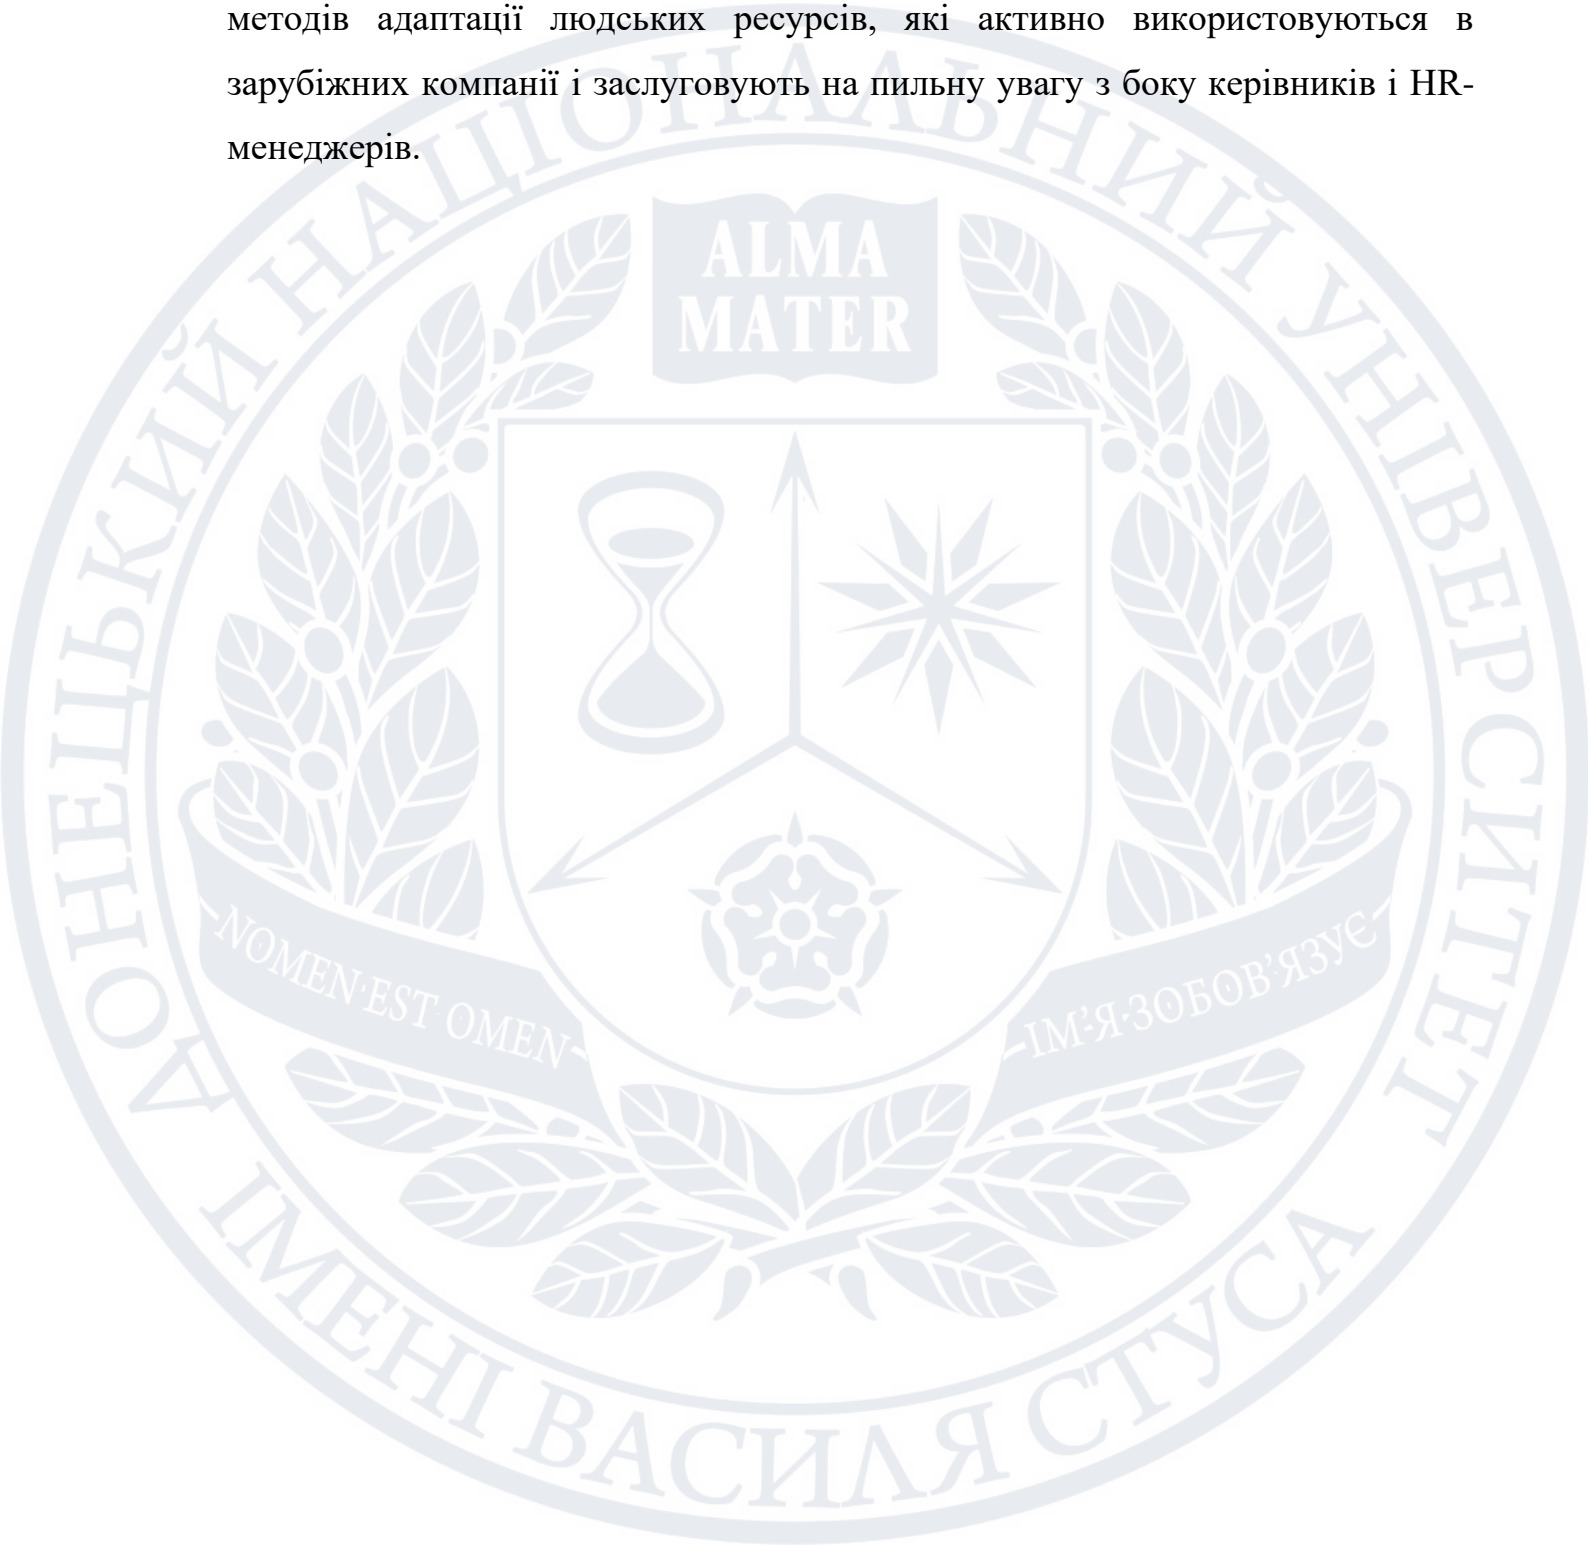 методів адаптації людських ресурсів, які активно використовуються в
зарубіжних компанії і заслуговують на пильну увагу з боку керівників і HR-
менеджерів.
ДОНЕЦЬКИЙ НАЦІОНАЛЬНИЙ УНІВЕРСИТЕТ
ALMA
MATER
NOMEN·EST·OMEN
ІМ'Я·ЗОБОВ'ЯЗУЄ
ІМЕНІ ВАСИЛЯ СТУСА